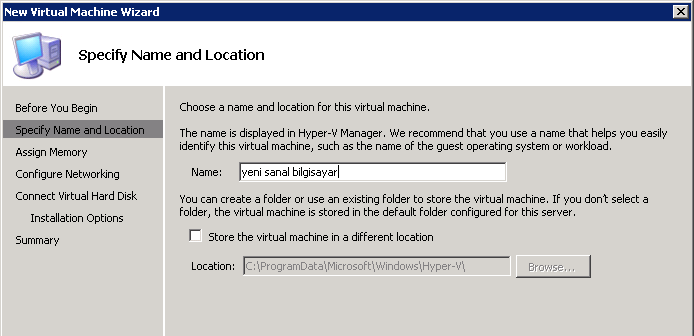 New Virtual Machine Wizard
Specify Name and Location
Before You Begin
Specify Name and Location
Assign Memory
Configure Networking
Connect Virtual Hard Disk
Installation Options
Summary
Choose a name and location for this virtual machine.
The name is displayed in Hyper-V Manager. We recommend that you use a name that helps you easily
identify this virtual machine, such as the name of the guest operating system or workload.
Name: yeni sanal bilgisayar
You can create a folder or use an existing folder to store the virtual machine. If you don't select a
folder, the virtual machine is stored in the default folder configured for this server.
Store the virtual machine in a different location
Location: C:\ProgramData\Microsoft\Windows\Hyper-V\ Browse...